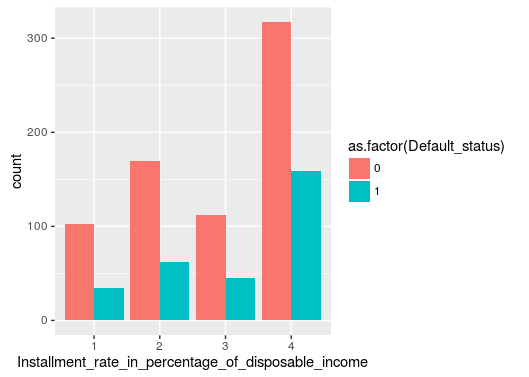 300
200
100
0
count
1 2 3 4
Installment_rate_in_percentage_of_disposable_income
as.factor(Default_status)
0
1